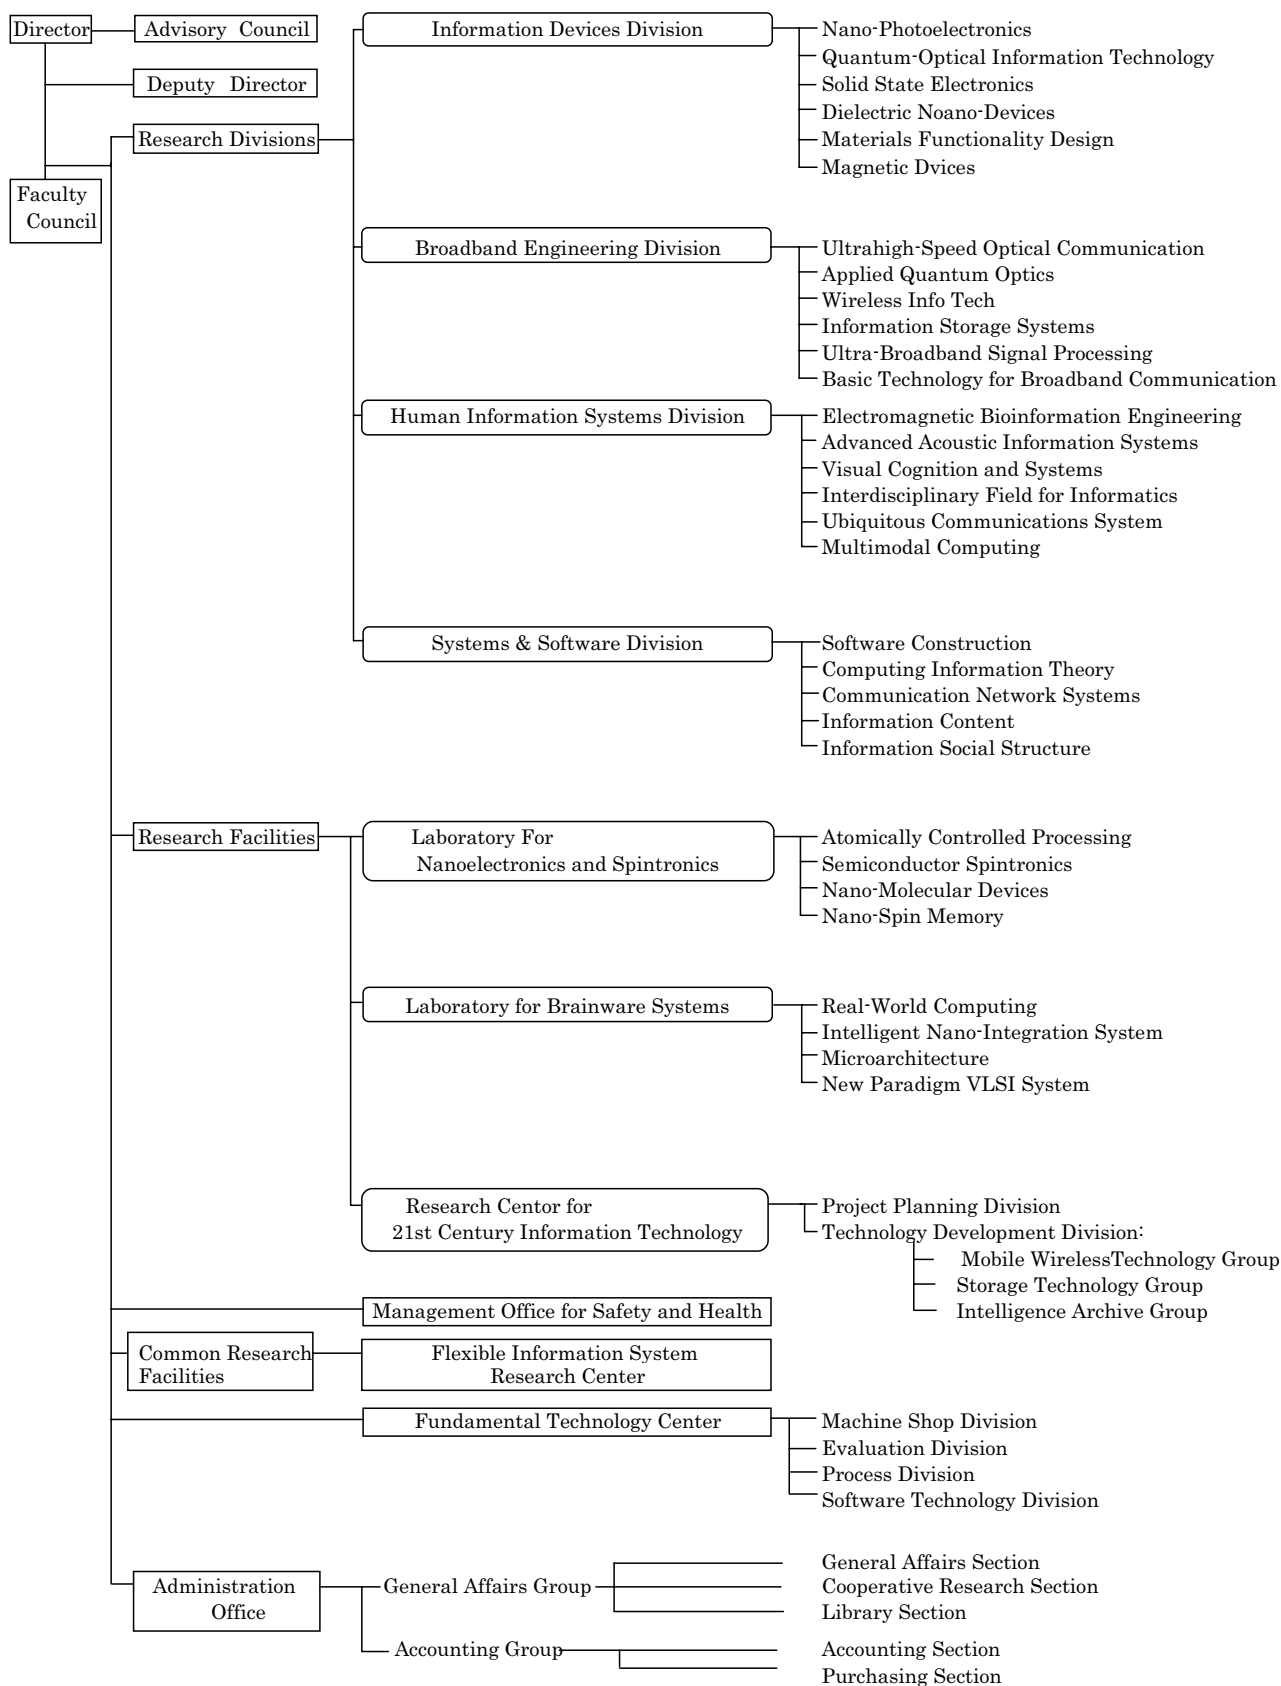 Director
Advisory Council
Deputy Director
Faculty
Council
Research Divisions
Information Devices Division
Nano-Photoelectronics
Quantum-Optical Information Technology
Solid State Electronics
Dielectric Noano-Devices
Materials Functionality Design
Magnetic Dvices
Broadband Engineering Division
Ultrahigh-Speed Optical Communication
Applied Quantum Optics
Wireless Info Tech
Information Storage Systems
Ultra-Broadband Signal Processing
Basic Technology for Broadband Communication
Human Information Systems Division
Electromagnetic Bioinformation Engineering
Advanced Acoustic Information Systems
Visual Cognition and Systems
Interdisciplinary Field for Informatics
Ubiquitous Communications System
Multimodal Computing
Systems & Software Division
Software Construction
Computing Information Theory
Communication Network Systems
Information Content
Information Social Structure
Research Facilities
Laboratory For
Nanoelectronics and Spintronics
Atomically Controlled Processing
Semiconductor Spintronics
Nano-Molecular Devices
Nano-Spin Memory
Laboratory for Brainware Systems
Real-World Computing
Intelligent Nano-Integration System
Microarchitecture
New Paradigm VLSI System
Research Centor for
21st Century Information Technology
Project Planning Division
Technology Development Division:
Mobile WirelessTechnology Group
Storage Technology Group
Intelligence Archive Group
Management Office for Safety and Health
Common Research
Facilities
Flexible Information System
Research Center
Fundamental Technology Center
Machine Shop Division
Evaluation Division
Process Division
Software Technology Division
Administration
Office
General Affairs Group
General Affairs Section
Cooperative Research Section
Library Section
Accounting Group
Accounting Section
Purchasing Section